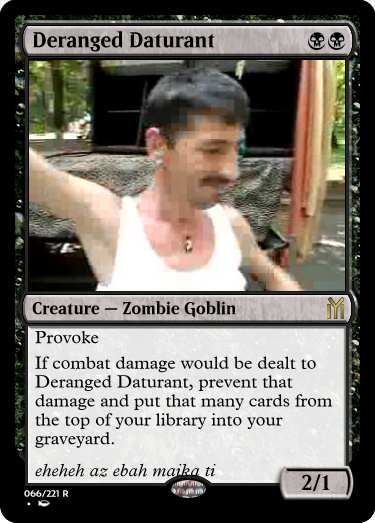 Deranged Daturant
Creature — Zombie Goblin
Provoke
If combat damage would be dealt to
Deranged Daturant, prevent that
damage and put that many cards from
the top of your library into your
graveyard.
eheheh az ebah majka ti
2/1
066/221 R